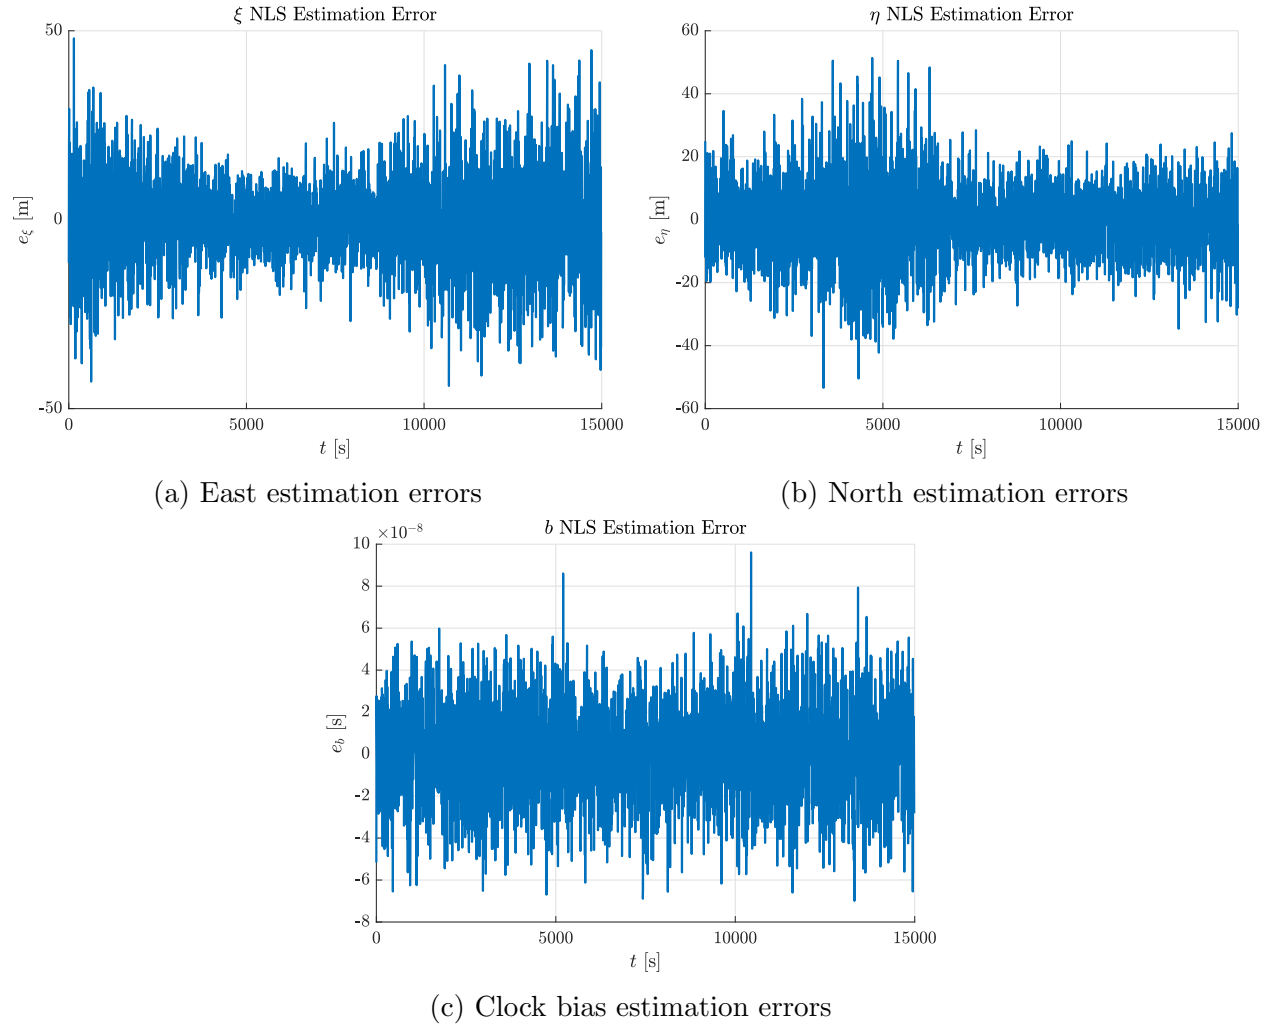 ξ NLS Estimation Error
50
0
-50
e_ξ [m]
0 5000 10000 15000
t [s]
(a) East estimation errors
η NLS Estimation Error
60
40
20
0
-20
-40
-60
e_η [m]
0 5000 10000 15000
t [s]
(b) North estimation errors
b NLS Estimation Error
×10⁻⁸
10
8
6
4
2
0
-2
-4
-6
-8
e_b [s]
0 5000 10000 15000
t [s]
(c) Clock bias estimation errors